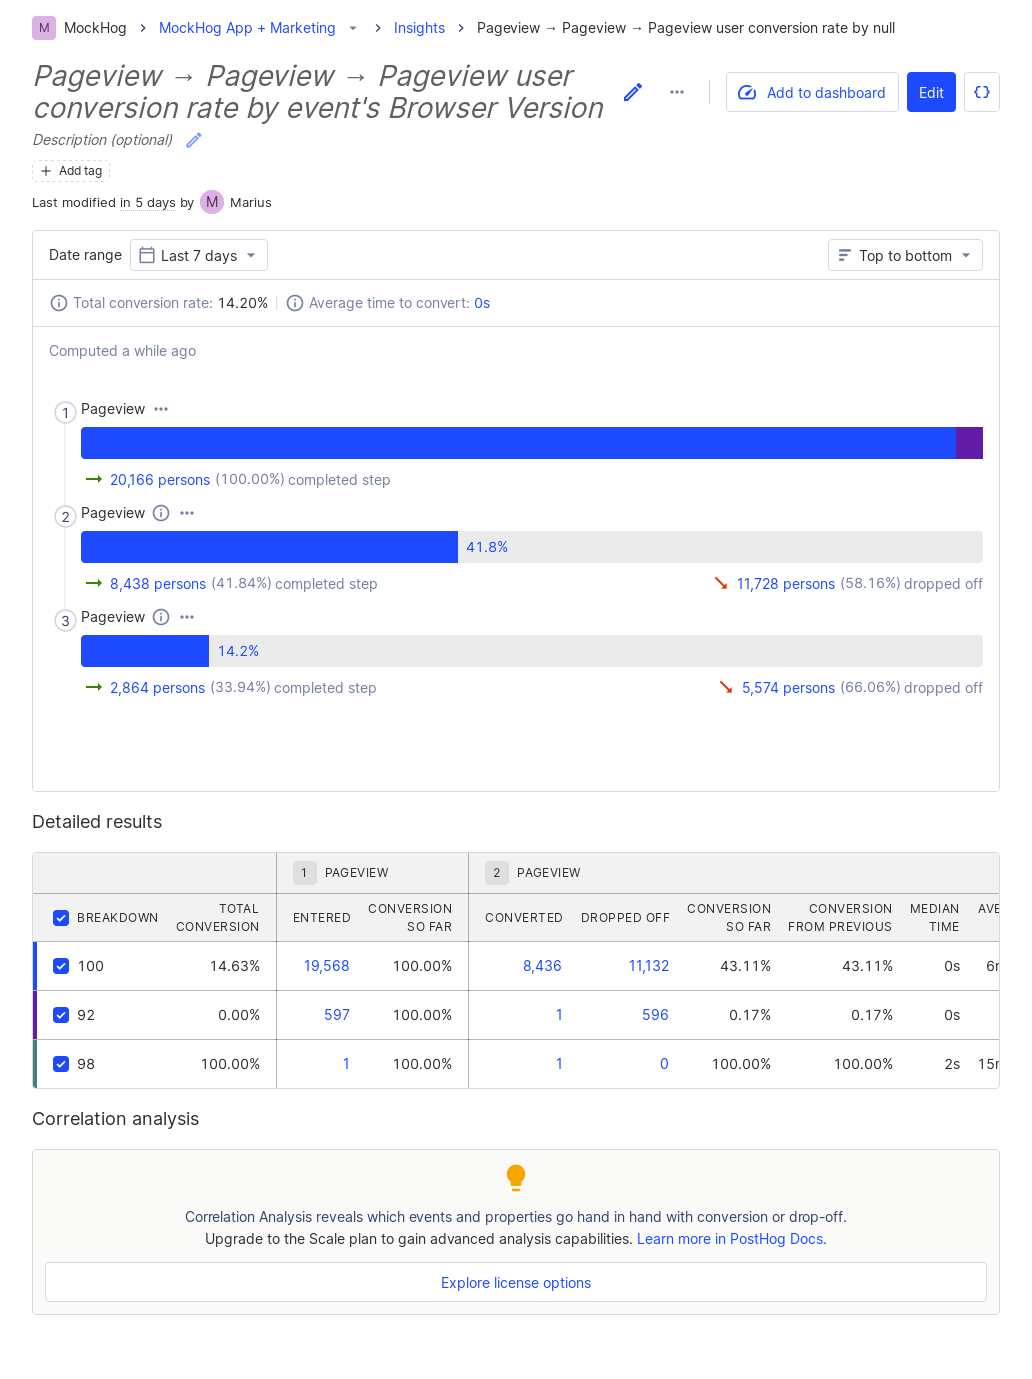 M MockHog MockHog App + Marketing Insights Pageview → Pageview → Pageview user conversion rate by null
Pageview → Pageview → Pageview user
conversion rate by event's Browser Version
Add to dashboard Edit
Description (optional)
Add tag
Last modified in 5 days by M Marius
Date range Last 7 days Top to bottom
Total conversion rate: 14.20% Average time to convert: 0s
Computed a while ago
1 Pageview
20,166 persons (100.00%) completed step
2 Pageview
41.8%
8,438 persons (41.84%) completed step 11,728 persons (58.16%) dropped off
3 Pageview
14.2%
2,864 persons (33.94%) completed step 5,574 persons (66.06%) dropped off
Detailed results
1 PAGEVIEW 2 PAGEVIEW
BREAKDOWN TOTAL CONVERSION ENTERED CONVERSION SO FAR CONVERTED DROPPED OFF CONVERSION SO FAR CONVERSION FROM PREVIOUS MEDIAN TIME
100 14.63% 19,568 100.00% 8,436 11,132 43.11% 43.11% 0s
92 0.00% 597 100.00% 1 596 0.17% 0.17% 0s
98 100.00% 1 100.00% 1 0 100.00% 100.00% 2s
Correlation analysis
Correlation Analysis reveals which events and properties go hand in hand with conversion or drop-off.
Upgrade to the Scale plan to gain advanced analysis capabilities. Learn more in PostHog Docs.
Explore license options